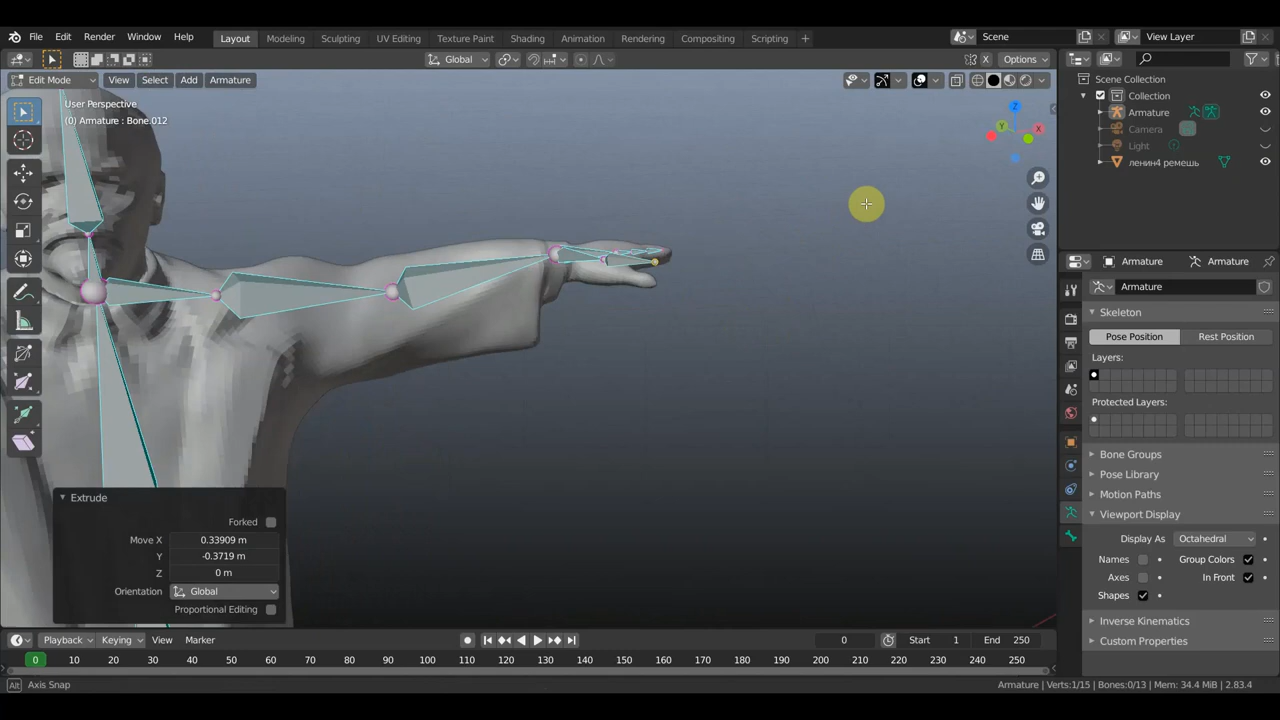 File Edit Render Window Help
Layout Modeling Sculpting UV Editing Texture Paint Shading Animation Rendering Compositing Scripting +
Scene
View Layer
Global
X
Options
Edit Mode View Select Add Armature
User Perspective
(0) Armature : Bone.012
Z
Y
X
Scene Collection
Collection
Armature
Camera
Light
ленин4 ремешь
Armature
Armature
Armature
Skeleton
Pose Position
Rest Position
Layers:
Protected Layers:
Bone Groups
Pose Library
Motion Paths
Viewport Display
Display As Octahedral
Names Group Colors
Axes In Front
Shapes
Inverse Kinematics
Custom Properties
Extrude
Forked
Move X 0.33909 m
Y -0.3719 m
Z 0 m
Orientation Global
Proportional Editing
Playback Keying View Marker
0
Start 1
End 250
0 10 20 30 40 50 60 70 80 90 100 110 120 130 140 150 160 170 180 190 200 210 220 230 240 250
Alt Axis Snap
Armature | Verts:1/15 | Bones:0/13 | Mem: 34.4 MiB | 2.83.4